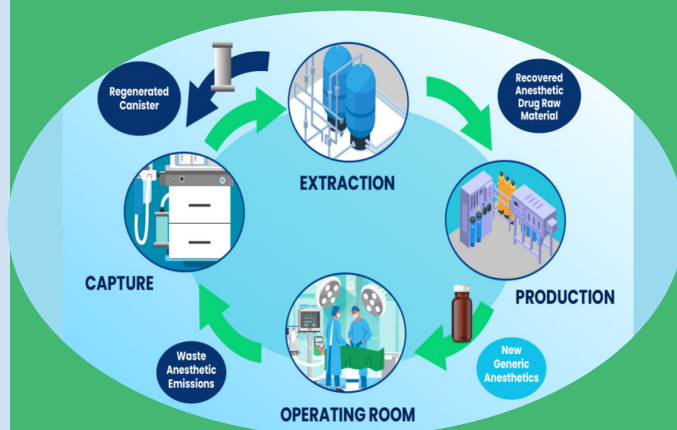 Regenerated
Canister
Recovered
Anesthetic
Drug Raw
Material
EXTRACTION
CAPTURE
PRODUCTION
Waste
Anesthetic
Emissions
New
Generic
Anesthetics
OPERATING ROOM